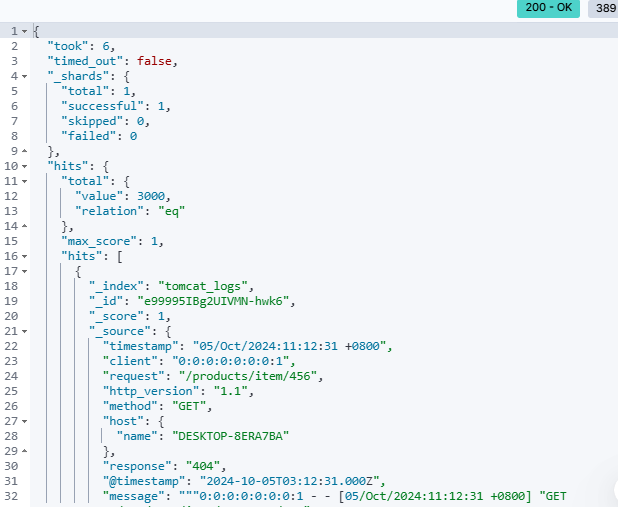 200 - OK
389
1 {
2 "took": 6,
3 "timed_out": false,
4 "_shards": {
5 "total": 1,
6 "successful": 1,
7 "skipped": 0,
8 "failed": 0
9 },
10 "hits": {
11 "total": {
12 "value": 3000,
13 "relation": "eq"
14 },
15 "max_score": 1,
16 "hits": [
17 {
18 "_index": "tomcat_logs",
19 "_id": "e99995IBg2UIVMN-hwk6",
20 "_score": 1,
21 "_source": {
22 "timestamp": "05/Oct/2024:11:12:31 +0800",
23 "client": "0:0:0:0:0:0:0:1",
24 "request": "/products/item/456",
25 "http_version": "1.1",
26 "method": "GET",
27 "host": {
28 "name": "DESKTOP-8ERA7BA"
29 },
30 "response": "404",
31 "@timestamp": "2024-10-05T03:12:31.000Z",
32 "message": """0:0:0:0:0:0:0:1 - - [05/Oct/2024:11:12:31 +0800] "GET